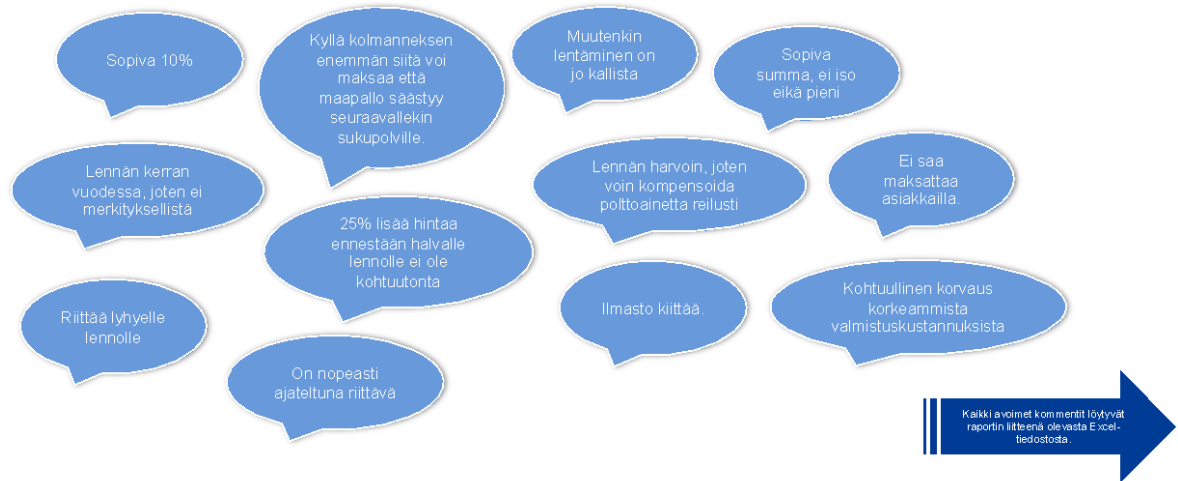 Sopiva 10%
Kyllä kolmanneksen
enemmän siitä voi
maksaa että
maapallo säästyy
seuraavallekin
sukupolville.
Muutenkin
lentäminen on
jo kallista
Sopiva
summa, ei iso
eikä pieni
Lennän kerran
vuodessa, joten ei
merkityksellistä
25% lisää hintaa
ennestään halvalle
lennolle ei ole
kohtuutonta
Lennän harvoin, joten
voin kompensoida
polttoainetta reilusti
Ei saa
maksattaa
asiakkailla.
Riittää lyhyelle
lennolle
On nopeasti
ajateltuna riittävä
Ilmasto kiittää.
Kohtuullinen korvaus
korkeammista
valmistuskustannuksista
Kaikki avoimet kommentit löytyvät
raportin liitteenä olevasta Excel-
tiedostosta.